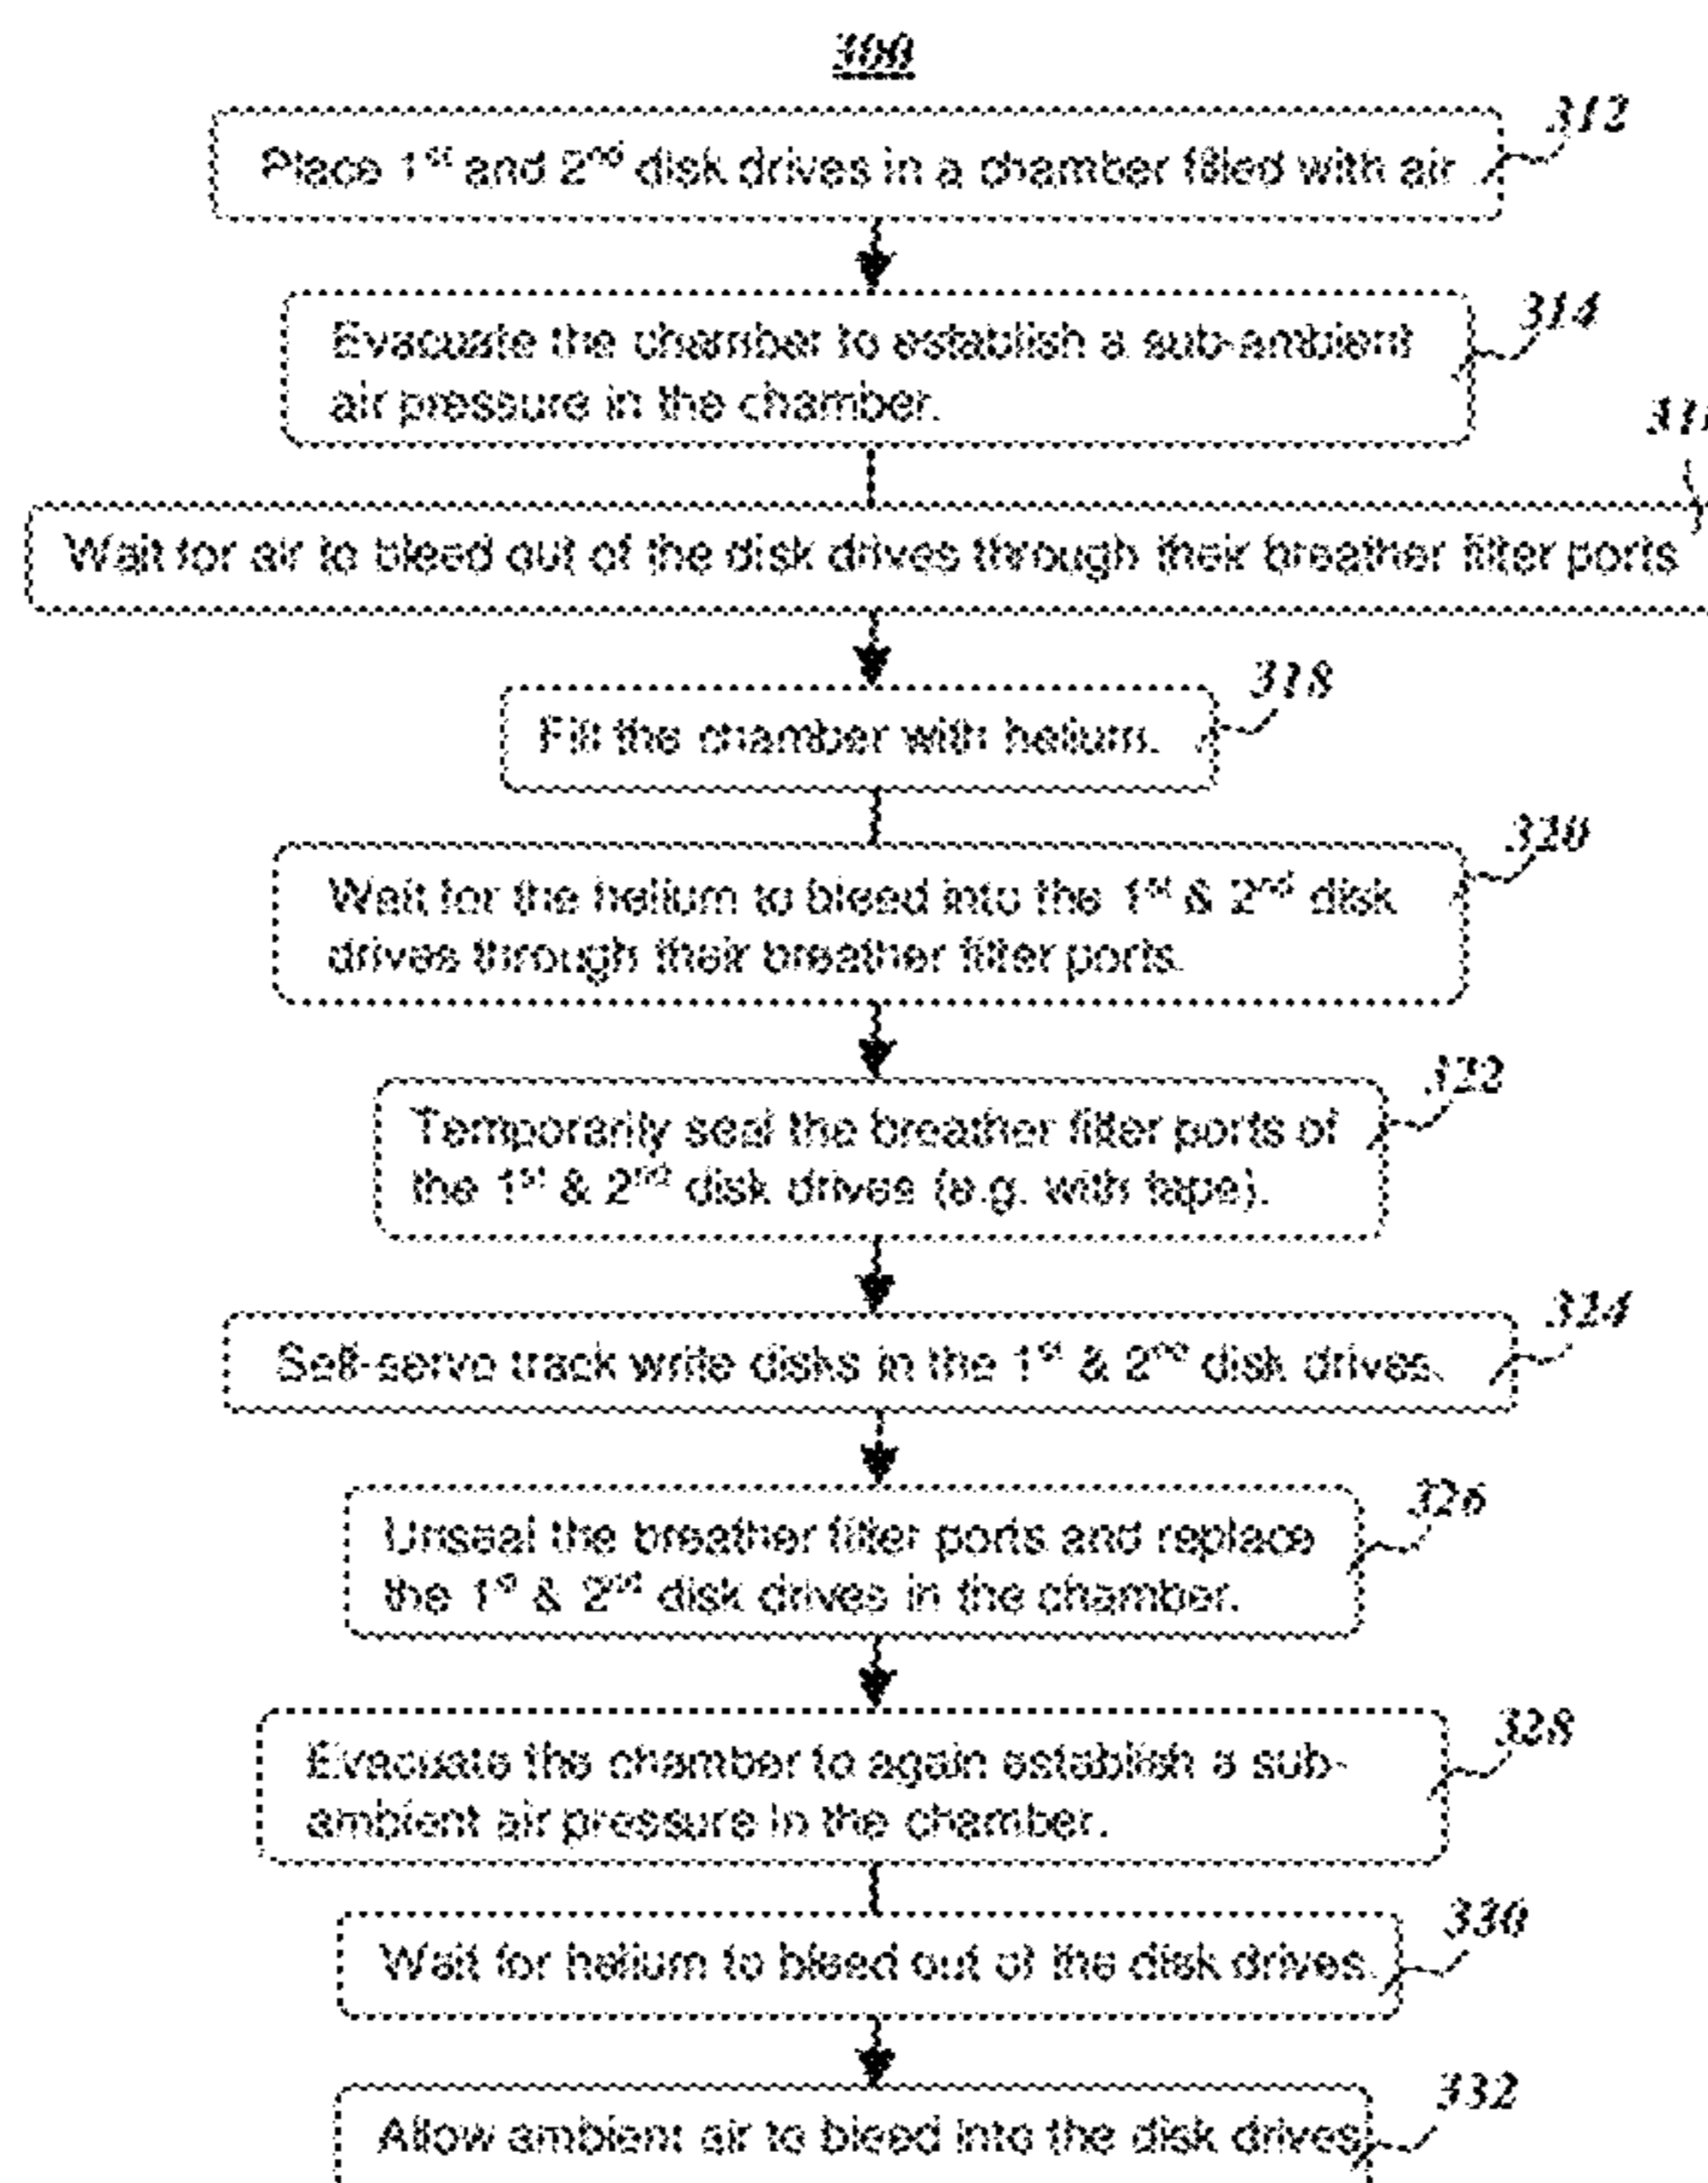 300
312
Place 1st and 2nd disk drives in a chamber filled with air
314
Evacuate the chamber to establish a sub-ambient
air pressure in the chamber.
Wait for air to bleed out of the disk drives through their breather filter ports
318
Fill the chamber with helium.
320
Wait for the helium to bleed into the 1st & 2nd disk
drives through their breather filter ports.
322
Temporarily seal the breather filter ports of
the 1st & 2nd disk drives (e.g. with tape).
324
Self-servo track write disks in the 1st & 2nd disk drives.
326
Unseal the breather filter ports and replace
the 1st & 2nd disk drives in the chamber.
328
Evacuate the chamber to again establish a sub-
ambient air pressure in the chamber.
330
Wait for helium to bleed out of the disk drives.
332
Allow ambient air to bleed into the disk drives